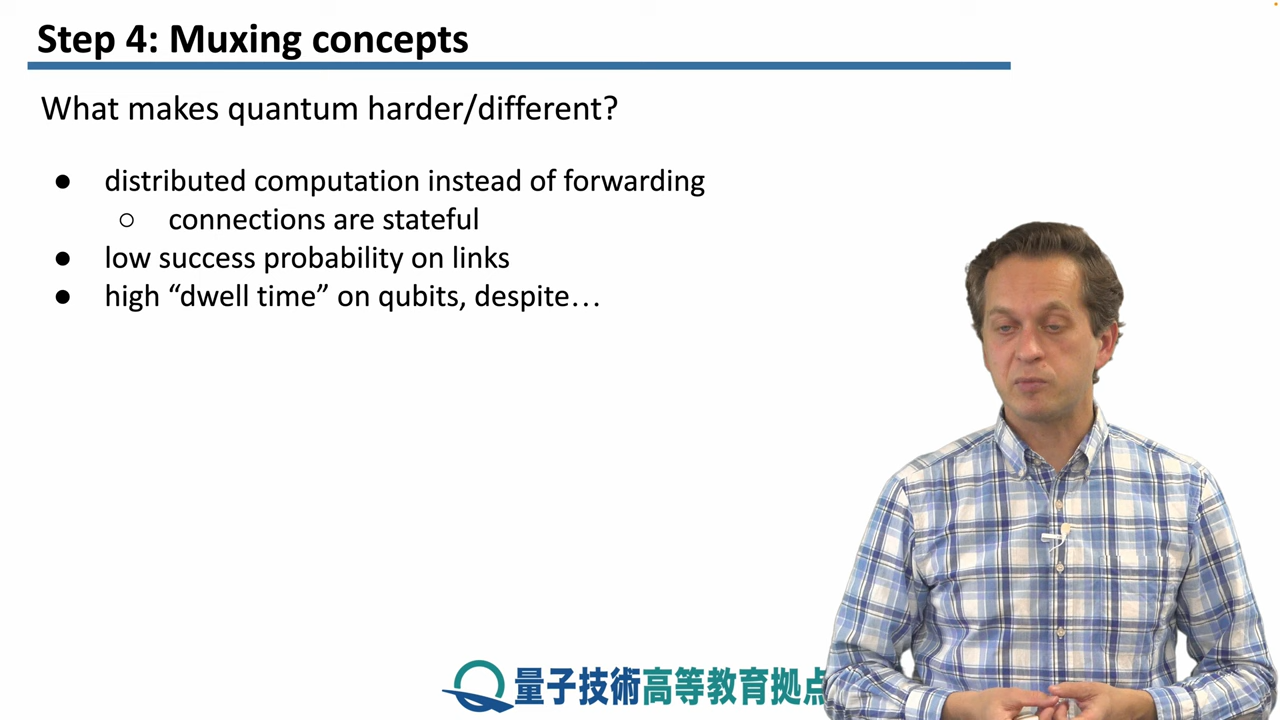 Step 4: Muxing concepts
What makes quantum harder/different?
● distributed computation instead of forwarding
○ connections are stateful
● low success probability on links
● high “dwell time” on qubits, despite…
量子技術高等教育拠点